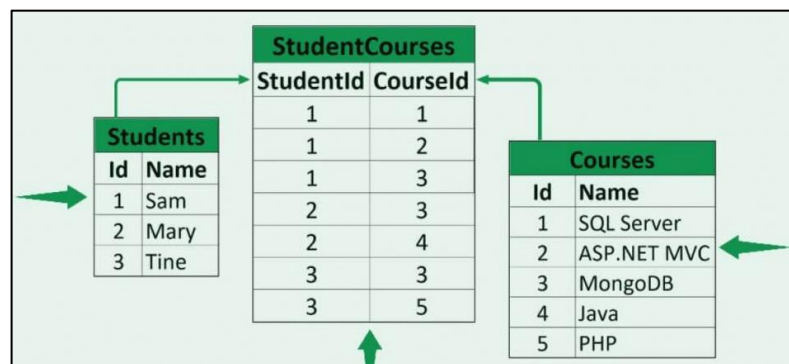 StudentCourses
StudentId CourseId
1 1
1 2
1 3
2 3
2 4
3 3
3 5
Students
Id Name
1 Sam
2 Mary
3 Tine
Courses
Id Name
1 SQL Server
2 ASP.NET MVC
3 MongoDB
4 Java
5 PHP